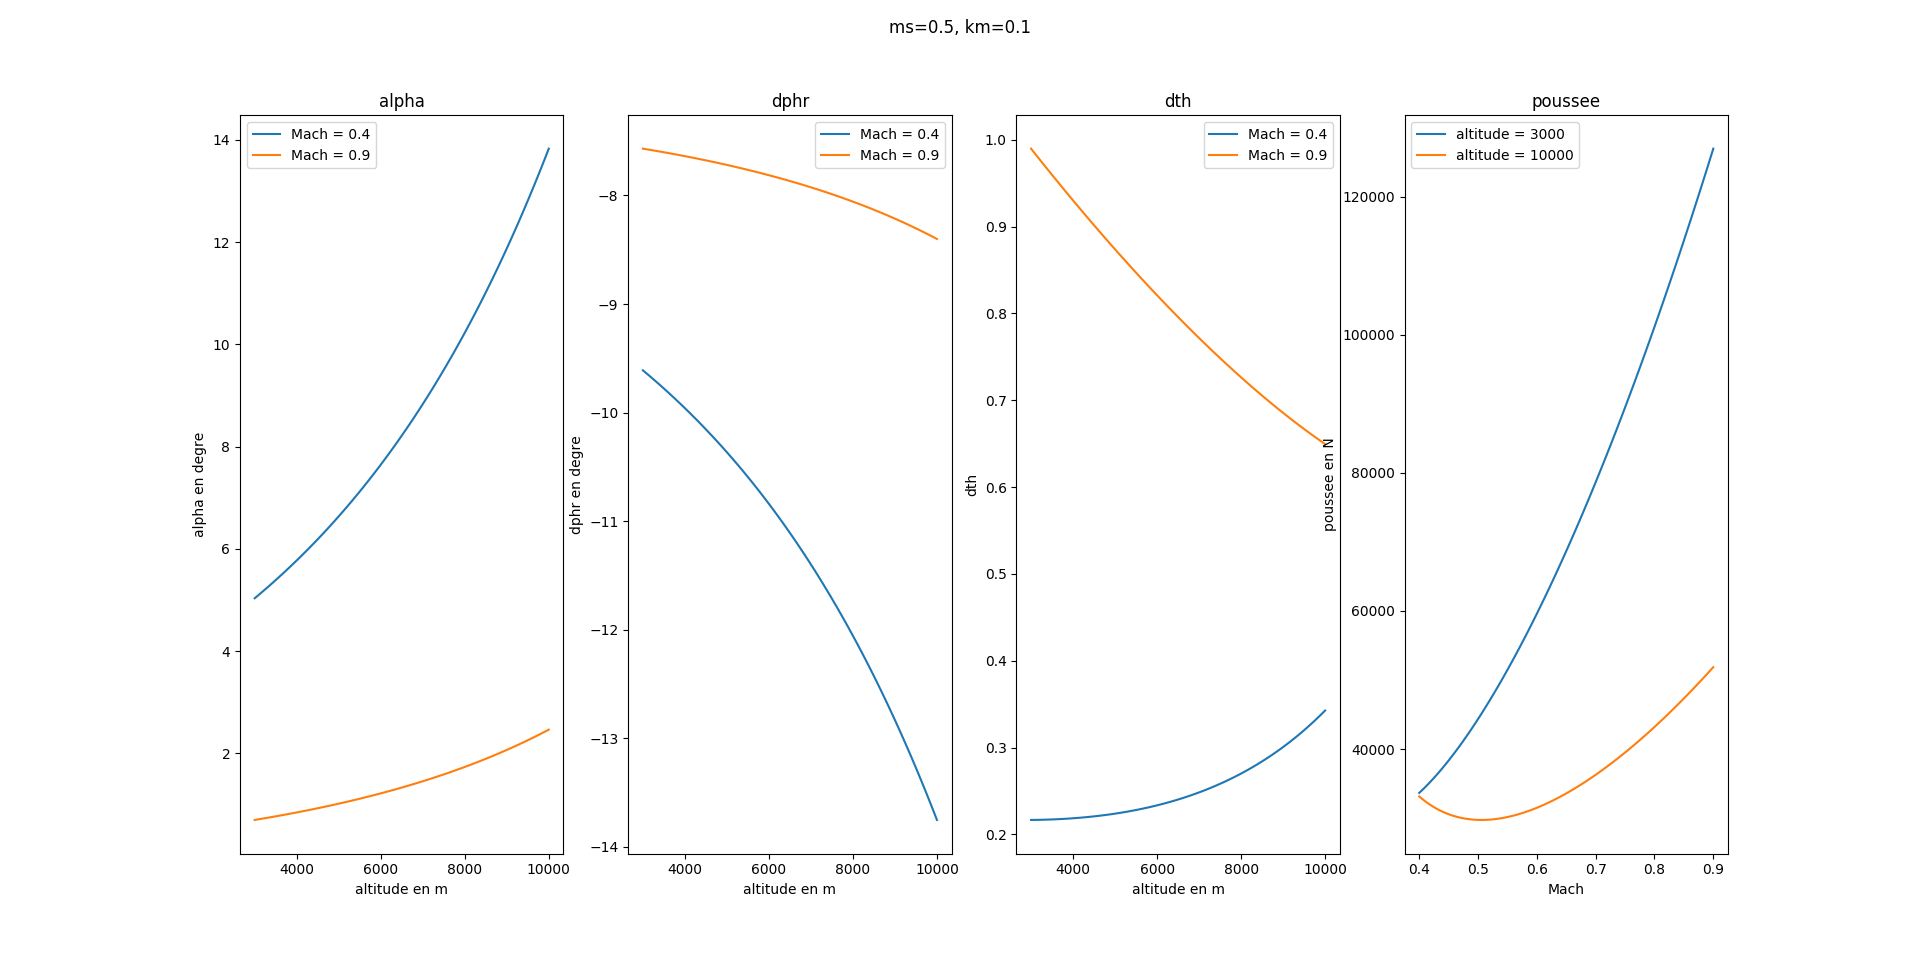 ms=0.5, km=0.1
alpha
Mach = 0.4
Mach = 0.9
alpha en degre
14
12
10
8
6
4
2
4000 6000 8000 10000
altitude en m
dphr
Mach = 0.4
Mach = 0.9
dphr en degre
−8
−9
−10
−11
−12
−13
−14
4000 6000 8000 10000
altitude en m
dth
Mach = 0.4
Mach = 0.9
dth
1.0
0.9
0.8
0.7
0.6
0.5
0.4
0.3
0.2
4000 6000 8000 10000
altitude en m
poussee
altitude = 3000
altitude = 10000
poussee en N
120000
100000
80000
60000
40000
0.4 0.5 0.6 0.7 0.8 0.9
Mach